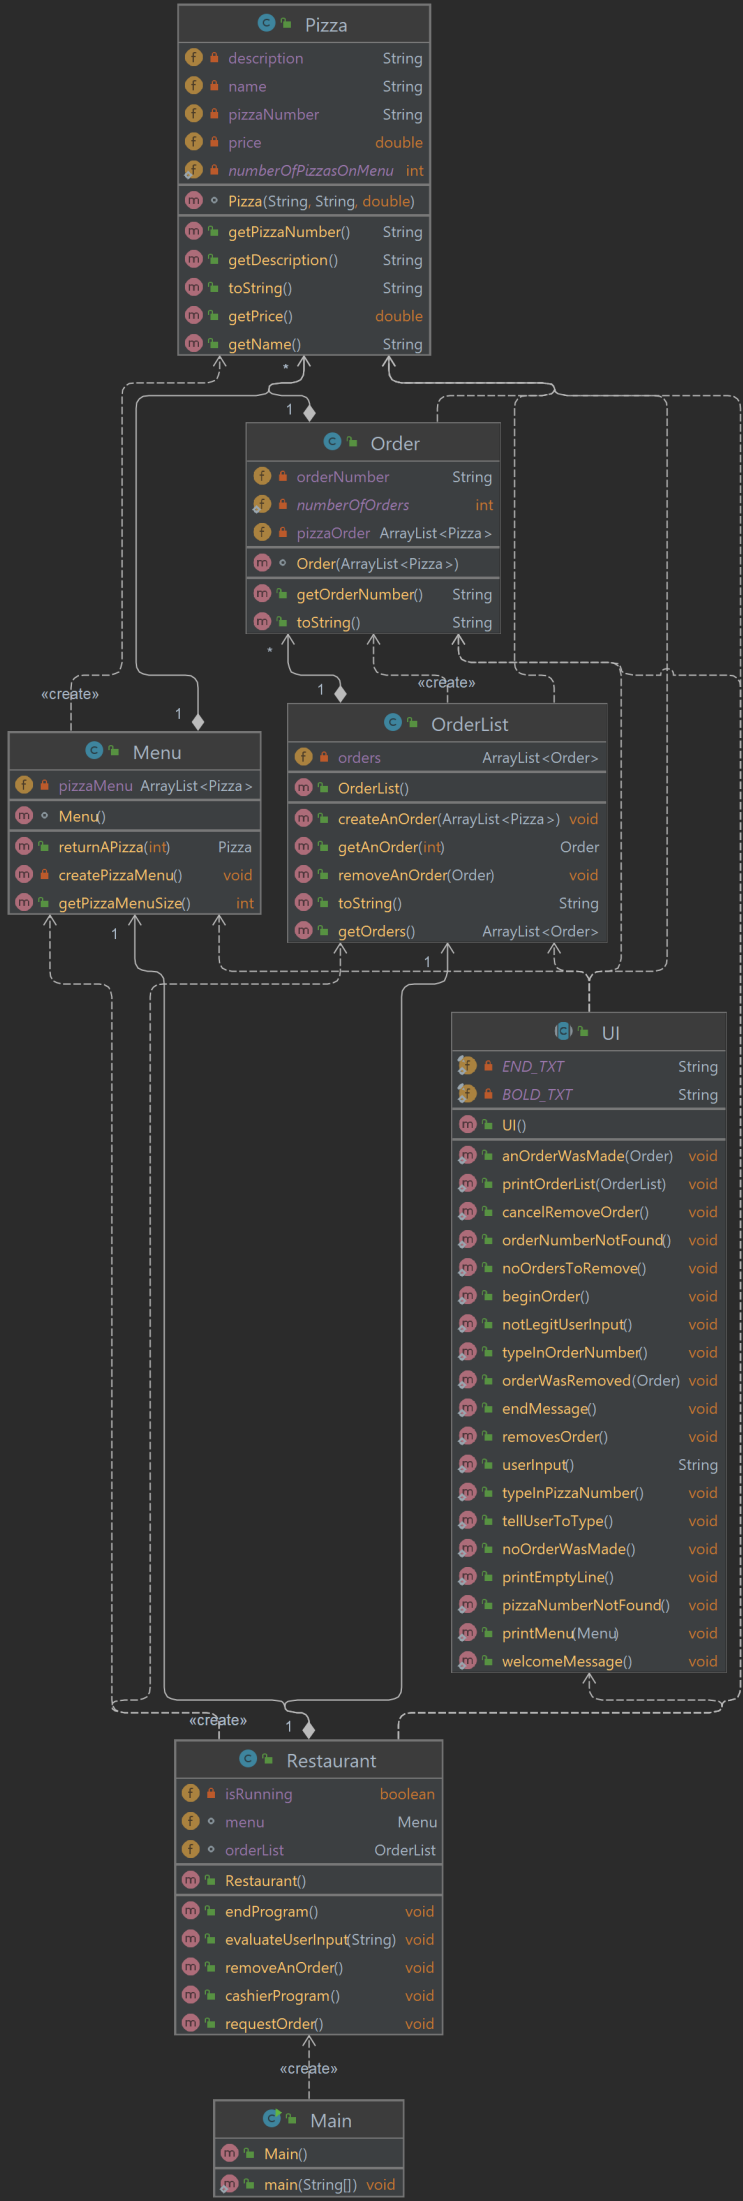 Pizza
description String
name String
pizzaNumber String
price double
numberOfPizzasOnMenu int
Pizza(String, String, double)
getPizzaNumber() String
getDescription() String
toString() String
getPrice() double
getName() String
*
1
Order
orderNumber String
numberOfOrders int
pizzaOrder ArrayList<Pizza>
Order(ArrayList<Pizza>)
getOrderNumber() String
toString() String
*
«create»
1
«create»
1
OrderList
orders ArrayList<Order>
OrderList()
createAnOrder(ArrayList<Pizza>) void
getAnOrder(int) Order
removeAnOrder(Order) void
toString() String
getOrders() ArrayList<Order>
Menu
pizzaMenu ArrayList<Pizza>
Menu()
returnAPizza(int) Pizza
createPizzaMenu() void
getPizzaMenuSize() int
1
1
UI
END_TXT String
BOLD_TXT String
UI()
anOrderWasMade(Order) void
printOrderList(OrderList) void
cancelRemoveOrder() void
orderNumberNotFound() void
noOrdersToRemove() void
beginOrder() void
notLegitUserInput() void
typeInOrderNumber() void
orderWasRemoved(Order) void
endMessage() void
removesOrder() void
userInput() String
typeInPizzaNumber() void
tellUserToType() void
noOrderWasMade() void
printEmptyLine() void
pizzaNumberNotFound() void
printMenu(Menu) void
welcomeMessage() void
«create»
1
Restaurant
isRunning boolean
menu Menu
orderList OrderList
Restaurant()
endProgram() void
evaluateUserInput(String) void
removeAnOrder() void
cashierProgram() void
requestOrder() void
«create»
Main
Main()
main(String[]) void